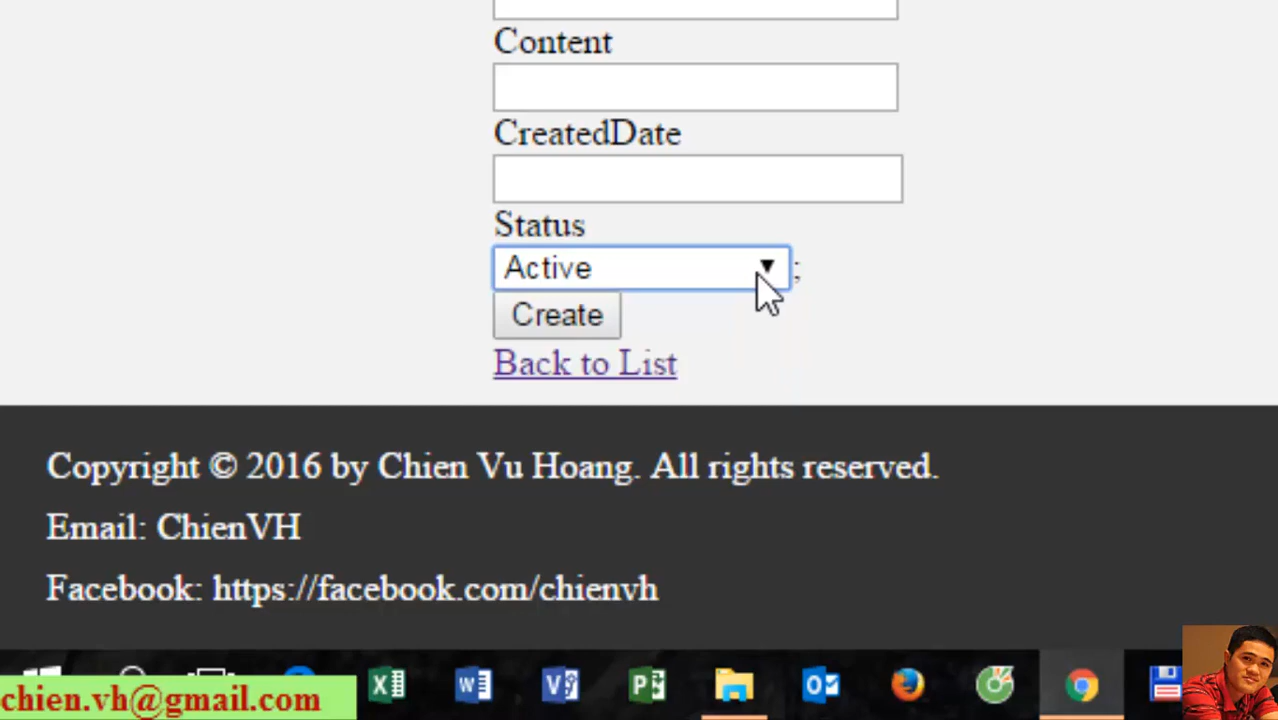 Content
CreatedDate
Status
Active ▼ ;
Create
Back to List
Copyright © 2016 by Chien Vu Hoang. All rights reserved.
Email: ChienVH
Facebook: https://facebook.com/chienvh
chien.vh@gmail.com